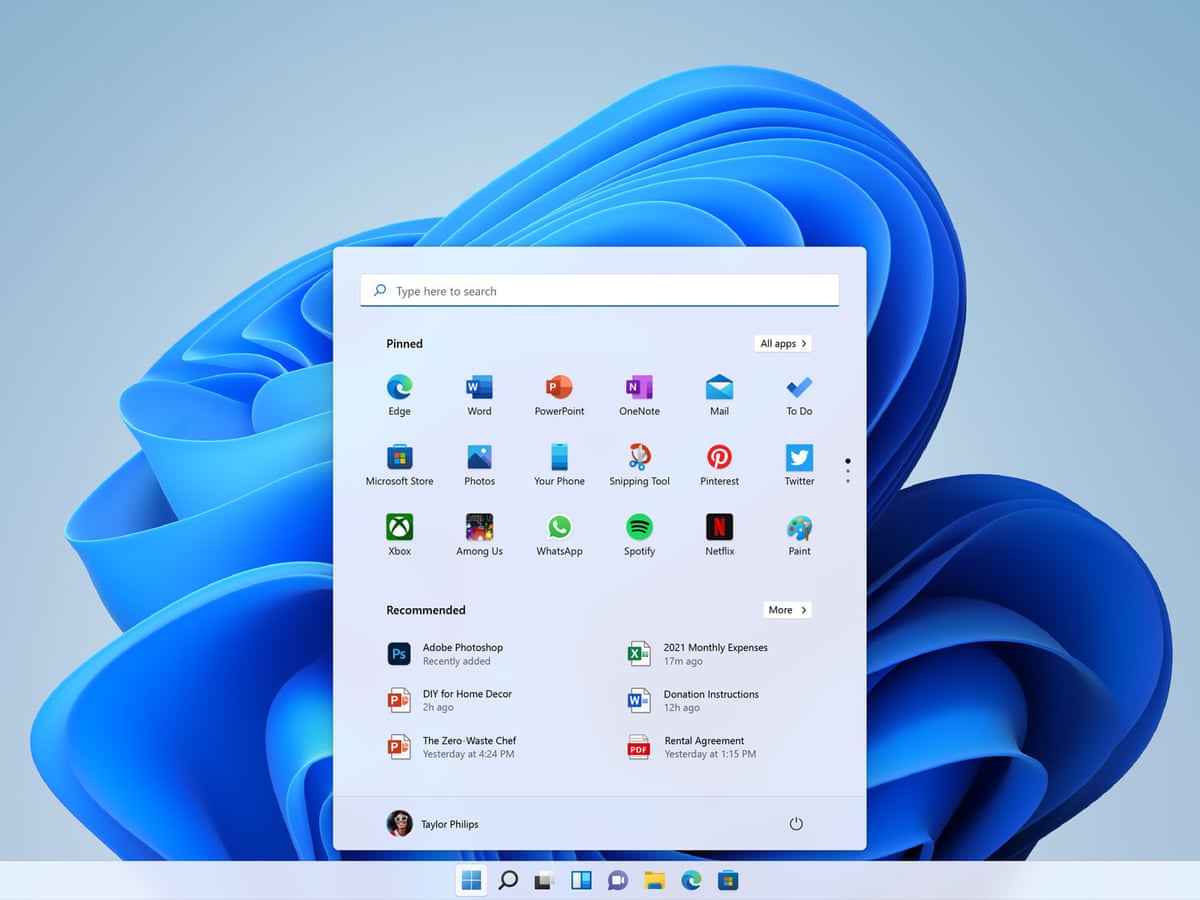 Type here to search
Pinned
All apps
Edge
Word
PowerPoint
OneNote
Mail
To Do
Microsoft Store
Photos
Your Phone
Snipping Tool
Pinterest
Twitter
Xbox
Among Us
WhatsApp
Spotify
Netflix
Paint
Recommended
More
Ps
Adobe Photoshop
Recently added
2021 Monthly Expenses
17m ago
DIY for Home Decor
2h ago
Donation Instructions
12h ago
The Zero-Waste Chef
Yesterday at 4:24 PM
PDF
Rental Agreement
Yesterday at 1:15 PM
Taylor Philips